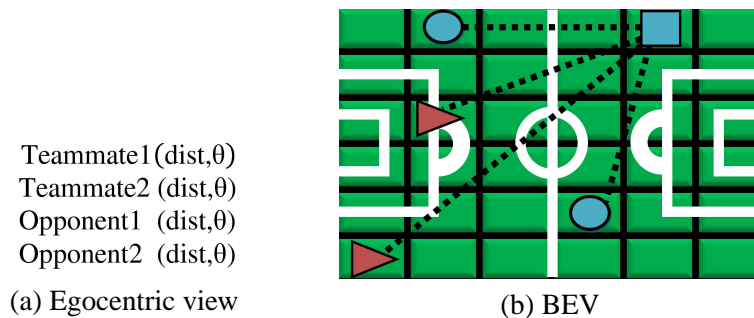 Teammate1(dist,θ)
Teammate2 (dist,θ)
Opponent1 (dist,θ)
Opponent2 (dist,θ)
(a) Egocentric view
(b) BEV